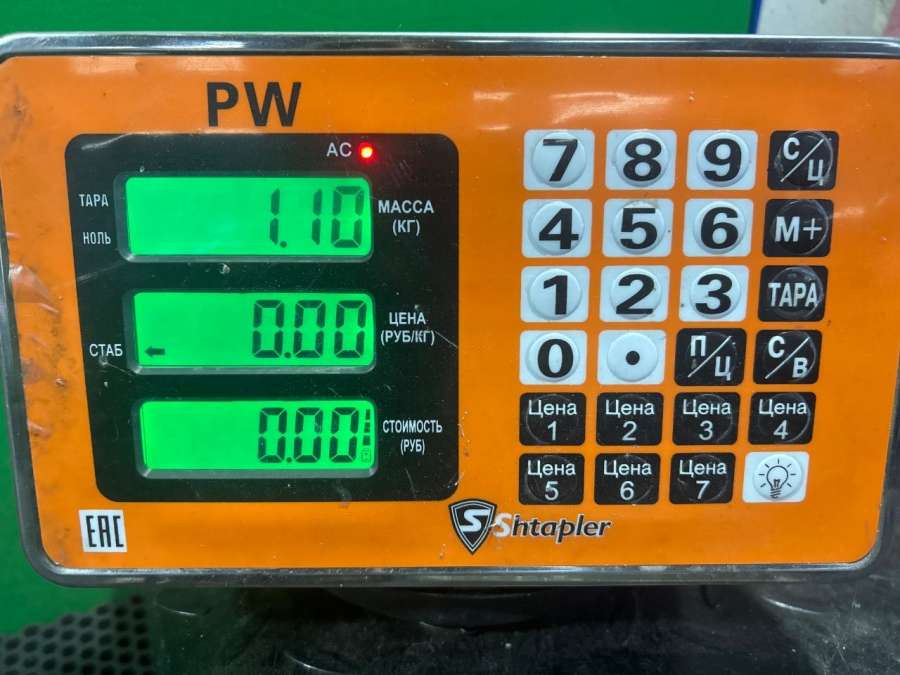 PW
AC
ТАРА
НОЛЬ
1.10
МАССА
(КГ)
СТАБ
0.00
ЦЕНА
(РУБ/КГ)
0.00
СТОИМОСТЬ
(РУБ)
7 8 9 С/Ц
4 5 6 М+
1 2 3 ТАРА
0 . П/Ц С/В
Цена 1 Цена 2 Цена 3 Цена 4
Цена 5 Цена 6 Цена 7
EAC
S Shtapler